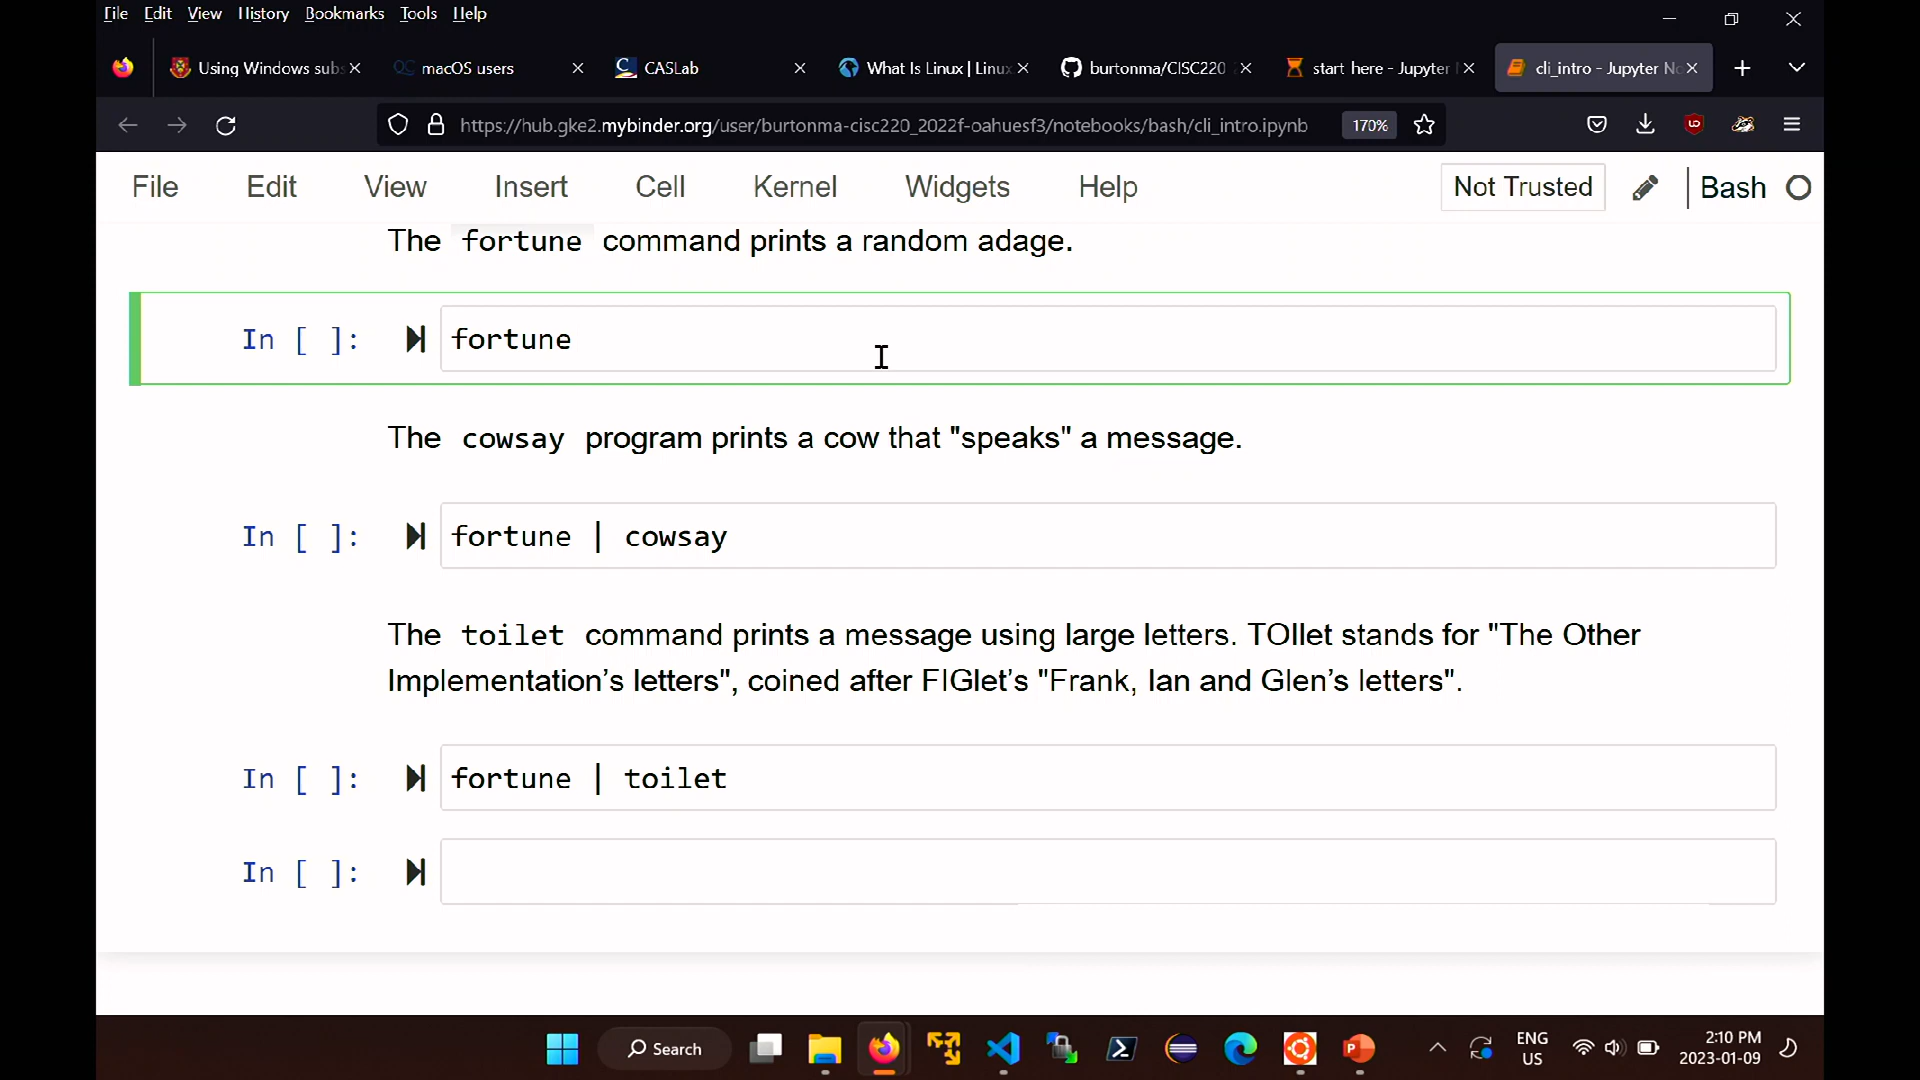 File Edit View History Bookmarks Tools Help
Using Windows subs
macOS users
CASLab
What Is Linux | Linux
burtonma/CISC220
start here - Jupyter
cli_intro - Jupyter No
https://hub.gke2.mybinder.org/user/burtonma-cisc220_2022f-oahuesf3/notebooks/bash/cli_intro.ipynb 170%
File Edit View Insert Cell Kernel Widgets Help Not Trusted Bash
The fortune command prints a random adage.
In [ ]: fortune
The cowsay program prints a cow that "speaks" a message.
In [ ]: fortune | cowsay
The toilet command prints a message using large letters. TOIlet stands for "The Other
Implementation’s letters", coined after FIGlet’s "Frank, Ian and Glen’s letters".
In [ ]: fortune | toilet
In [ ]:
Search
ENG
US
2:10 PM
2023-01-09